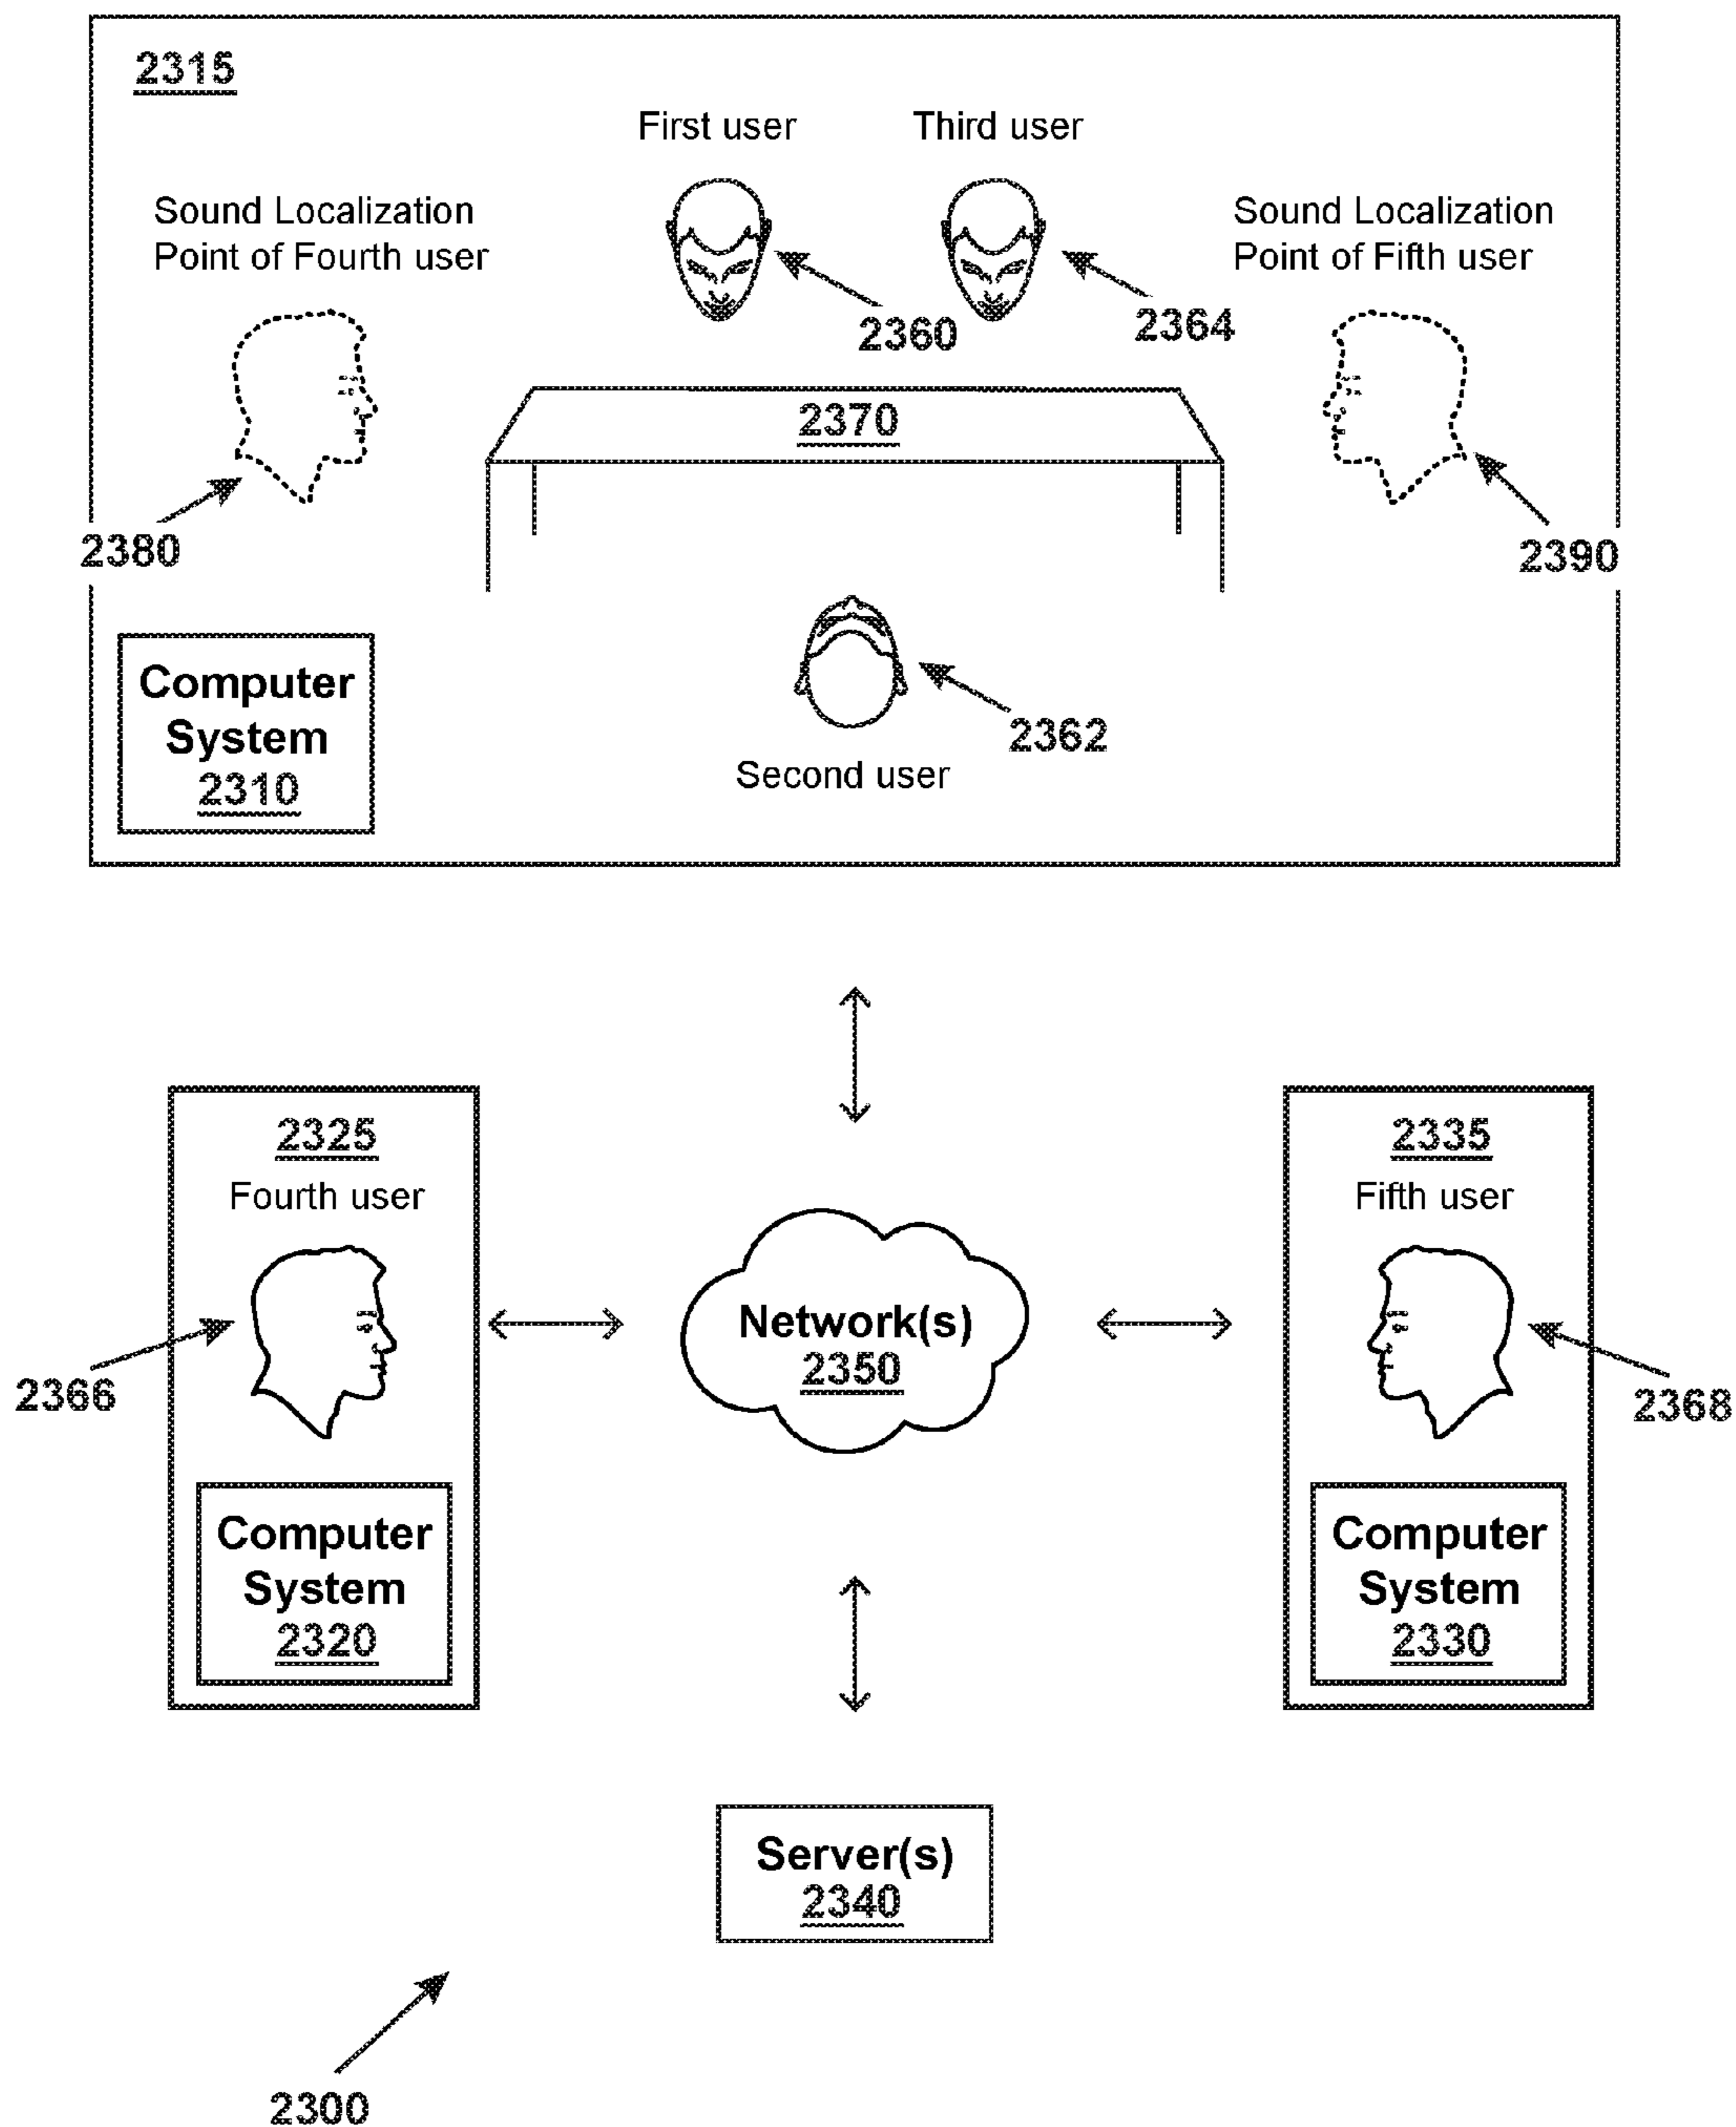 2315
First user
Third user
Sound Localization
Point of Fourth user
Sound Localization
Point of Fifth user
2360
2364
2370
2380
2390
Computer
System
2310
2362
Second user
2325
Fourth user
2335
Fifth user
Network(s)
2350
2366
2368
Computer
System
2320
Computer
System
2330
Server(s)
2340
2300